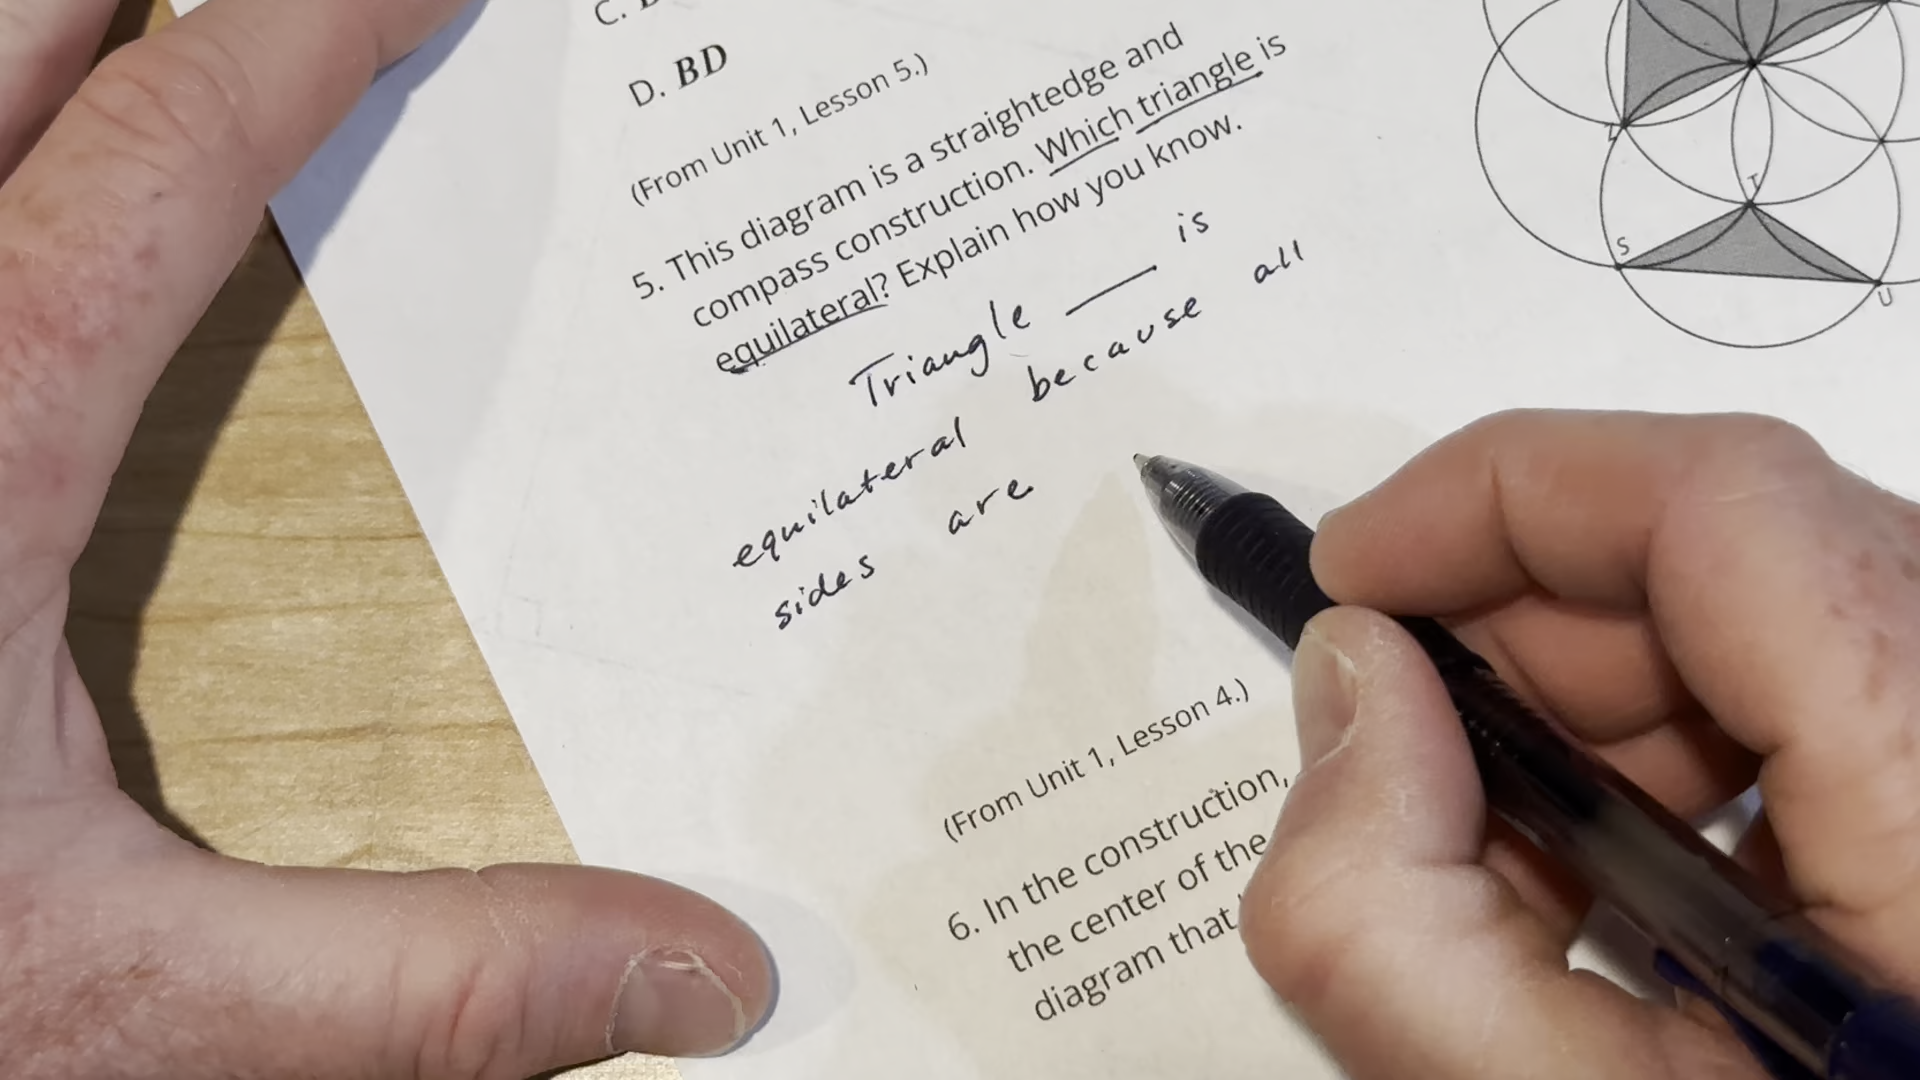 C.
D. BD
(From Unit 1, Lesson 5.)
5. This diagram is a straightedge and
compass construction. Which triangle is
equilateral? Explain how you know.
Triangle ____ is
equilateral because all
sides are
(From Unit 1, Lesson 4.)
6. In the construction,
the center of the
diagram that
T
S
U